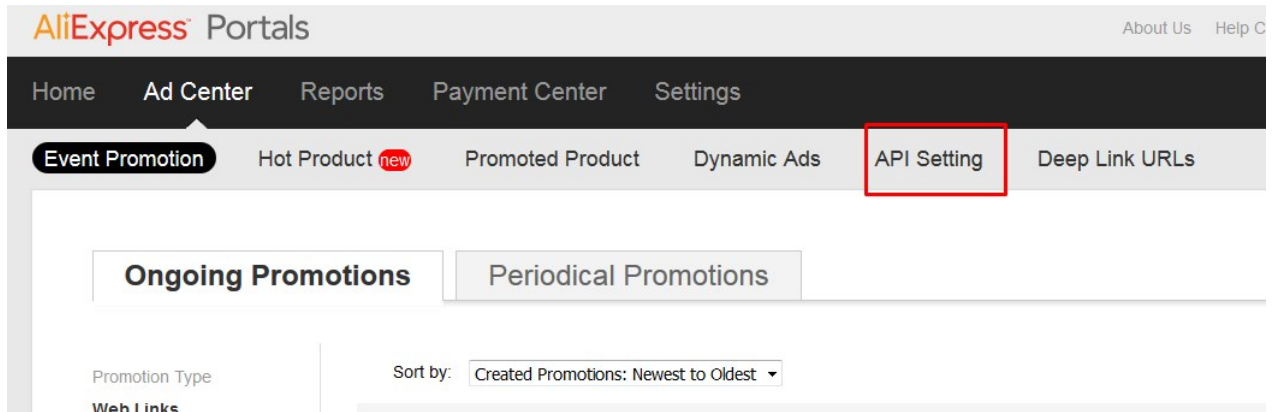 AliExpress Portals
About Us Help C
Home Ad Center Reports Payment Center Settings
Event Promotion Hot Product new Promoted Product Dynamic Ads API Setting Deep Link URLs
Ongoing Promotions Periodical Promotions
Promotion Type
Sort by: Created Promotions: Newest to Oldest
Web Links